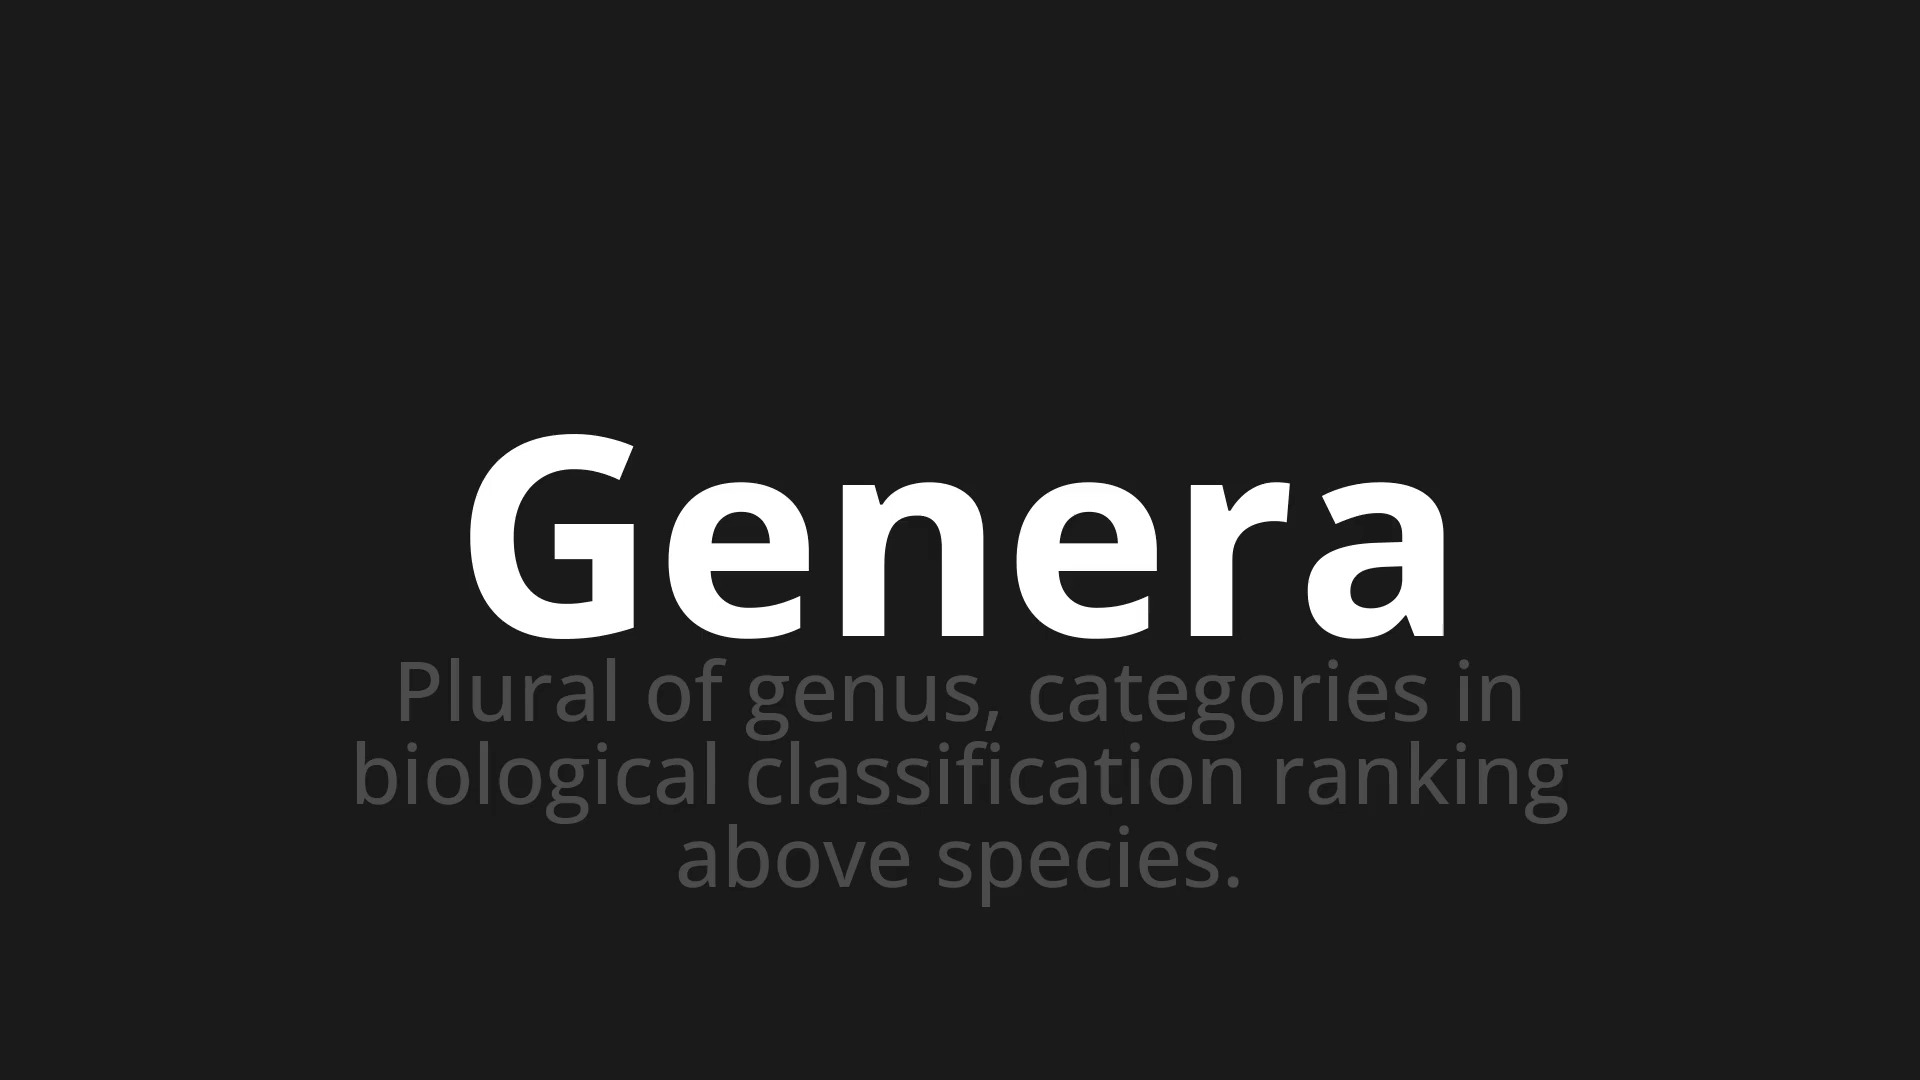 Genera
Plural of genus, categories in
biological classification ranking
above species.